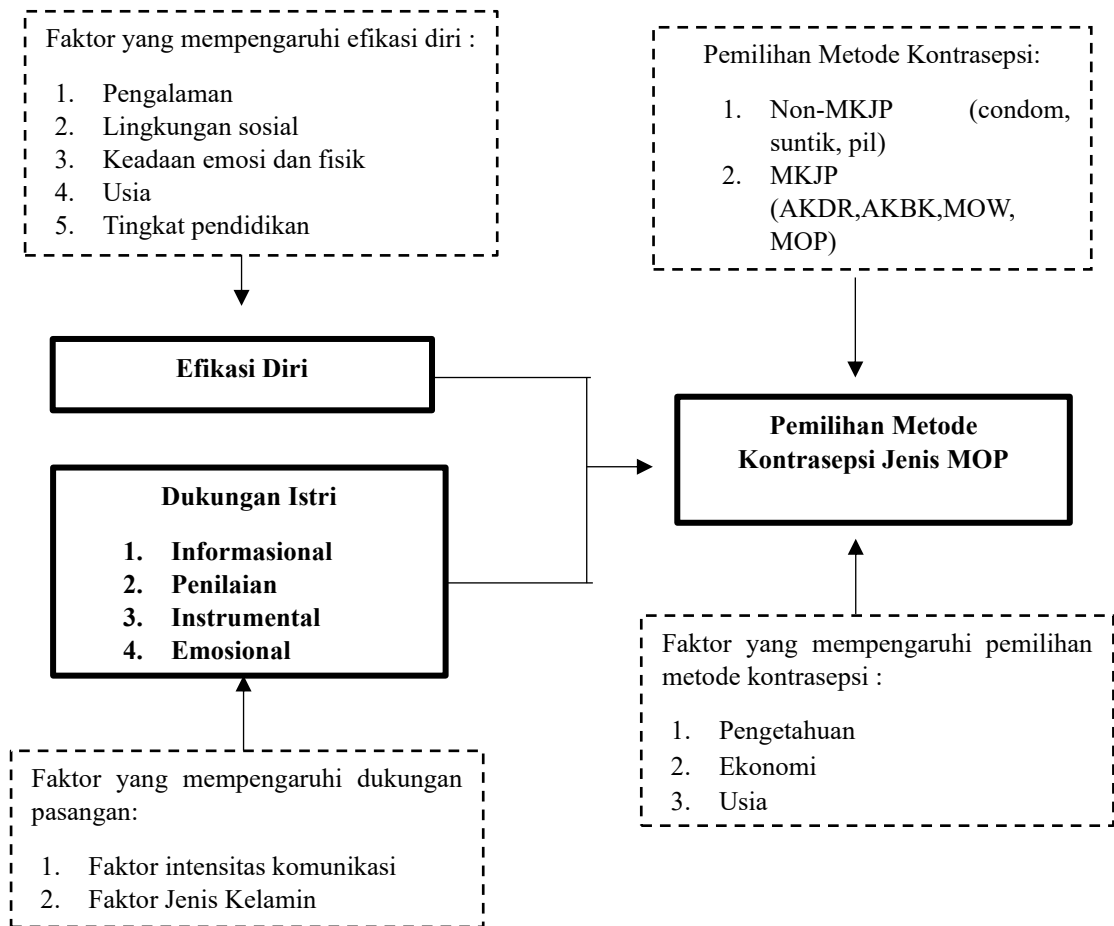 Faktor yang mempengaruhi efikasi diri :
1. Pengalaman
2. Lingkungan sosial
3. Keadaan emosi dan fisik
4. Usia
5. Tingkat pendidikan
Pemilihan Metode Kontrasepsi:
1. Non-MKJP (condom,
suntik, pil)
2. MKJP
(AKDR,AKBK,MOW,
MOP)
Efikasi Diri
Dukungan Istri
1. Informasional
2. Penilaian
3. Instrumental
4. Emosional
Pemilihan Metode
Kontrasepsi Jenis MOP
Faktor yang mempengaruhi dukungan
pasangan:
1. Faktor intensitas komunikasi
2. Faktor Jenis Kelamin
Faktor yang mempengaruhi pemilihan
metode kontrasepsi :
1. Pengetahuan
2. Ekonomi
3. Usia